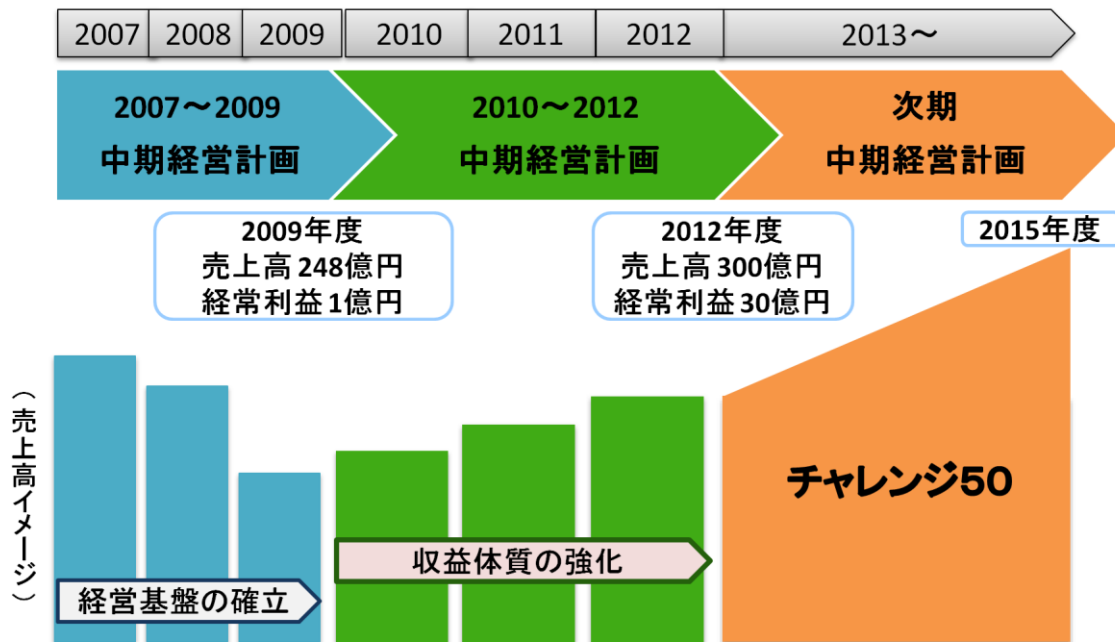 2007 2008 2009 2010 2011 2012 2013～
2007～2009
中期経営計画
2010～2012
中期経営計画
次期
中期経営計画
2009年度
売上高248億円
経常利益1億円
2012年度
売上高300億円
経常利益30億円
2015年度
（売上高イメージ）
チャレンジ50
収益体質の強化
経営基盤の確立